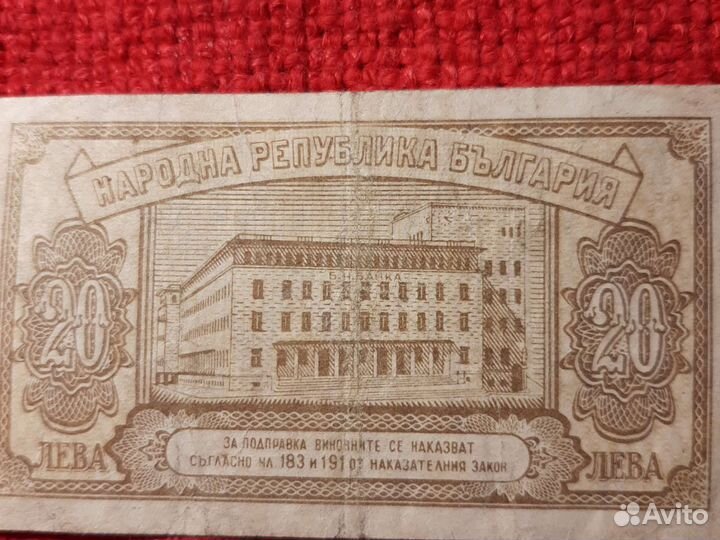 НАРОДНА РЕПУБЛИКА БЪЛГАРИЯ
Б.Н.БАНКА
20
20
ЛЕВА
ЛЕВА
ЗА ПОДПРАВКА ВИНОВНИТЕ СЕ НАКАЗВАТ
СЪГЛАСНО ЧЛ. 183 И 191 ОТ НАКАЗАТЕЛНИЯ ЗАКОН
Avito